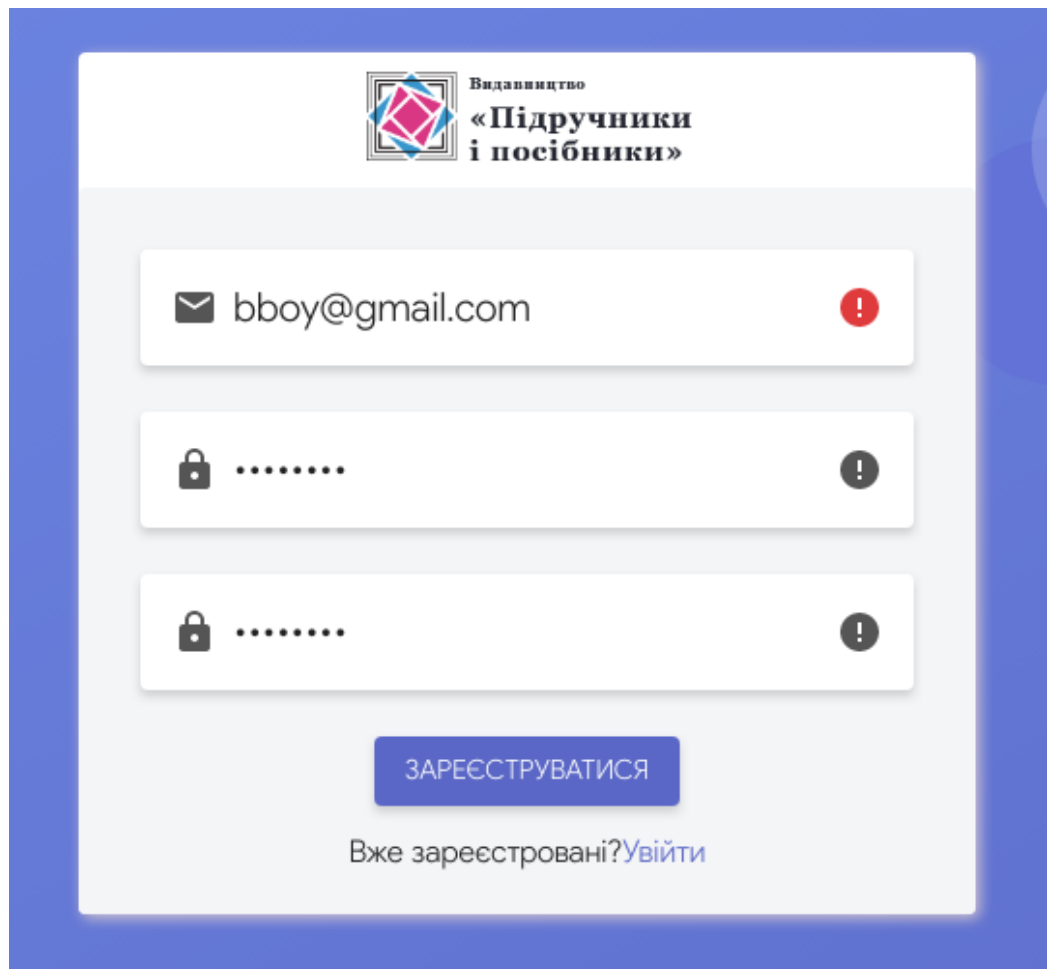 Видавництво
«Підручники
і посібники»
bboy@gmail.com
••••••••
••••••••
ЗАРЕЄСТРУВАТИСЯ
Вже зареєстровані?Увійти